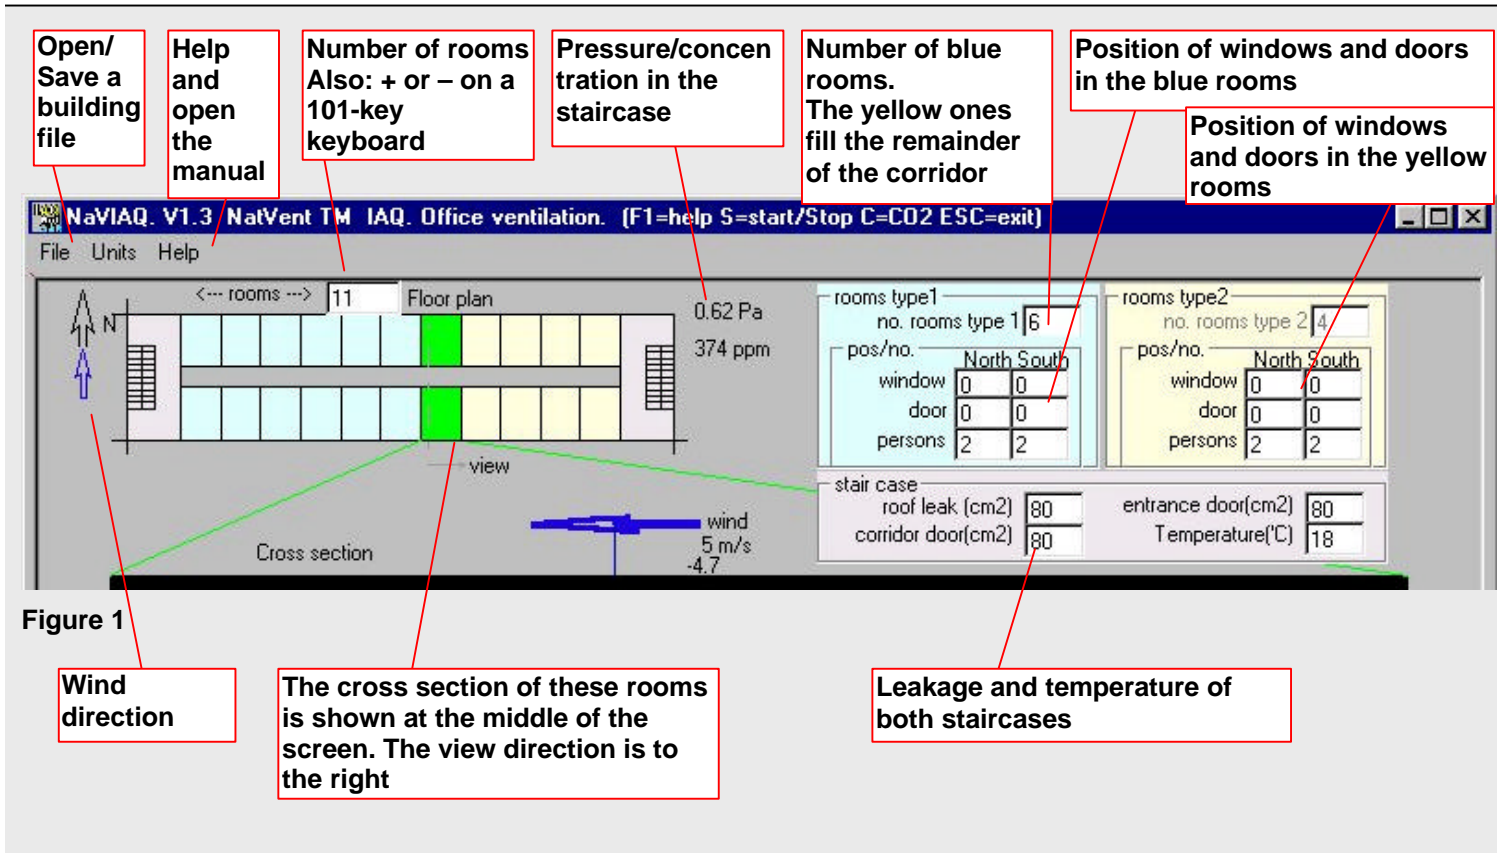 Open/
Save a
building
file
Help
and
open
the
manual
Number of rooms
Also: + or – on a
101-key
keyboard
Pressure/concen
tration in the
staircase
Number of blue
rooms.
The yellow ones
fill the remainder
of the corridor
Position of windows and doors
in the blue rooms
Position of windows
and doors in the yellow
rooms
NaVIAQ. V1.3 NatVent TM IAQ. Office ventilation. (F1=help S=start/Stop C=CO2 ESC=exit)
File Units Help
<--- rooms ---> 11 Floor plan
N
0.62 Pa
374 ppm
view
wind
5 m/s
-4.7
Cross section
rooms type1
no. rooms type 1 6
pos/no. North South
window 0 0
door 0 0
persons 2 2
rooms type2
no. rooms type 2 4
pos/no. North South
window 0 0
door 0 0
persons 2 2
stair case
roof leak (cm2) 80 entrance door(cm2) 80
corridor door(cm2) 80 Temperature('C) 18
Figure 1
Wind
direction
The cross section of these rooms
is shown at the middle of the
screen. The view direction is to
the right
Leakage and temperature of
both staircases